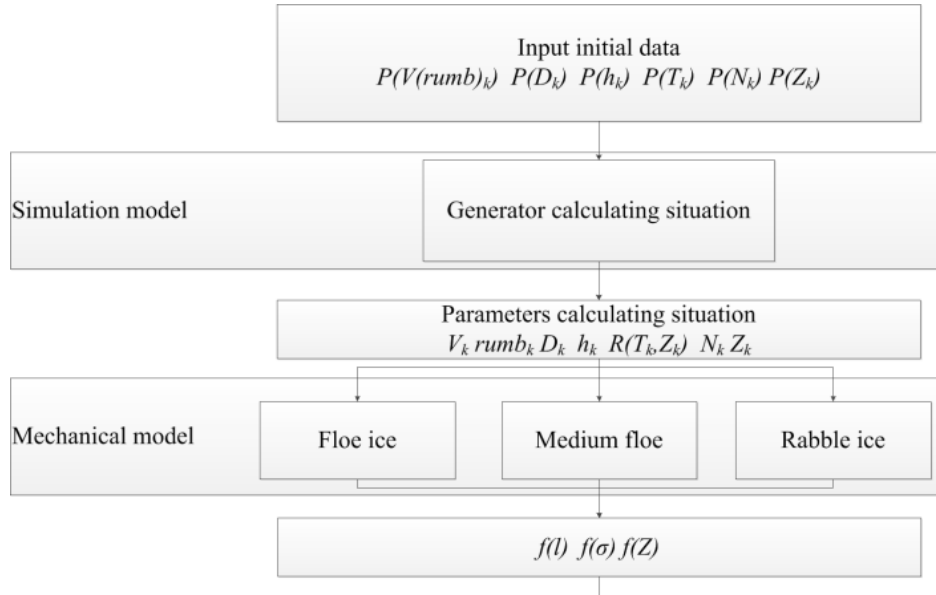 Input initial data
P(V(rumb)ₖ) P(Dₖ) P(hₖ) P(Tₖ) P(Nₖ) P(Zₖ)
Simulation model
Generator calculating situation
Parameters calculating situation
Vₖ rumbₖ Dₖ hₖ R(Tₖ,Zₖ) Nₖ Zₖ
Mechanical model
Floe ice
Medium floe
Rabble ice
f(l) f(σ) f(Z)